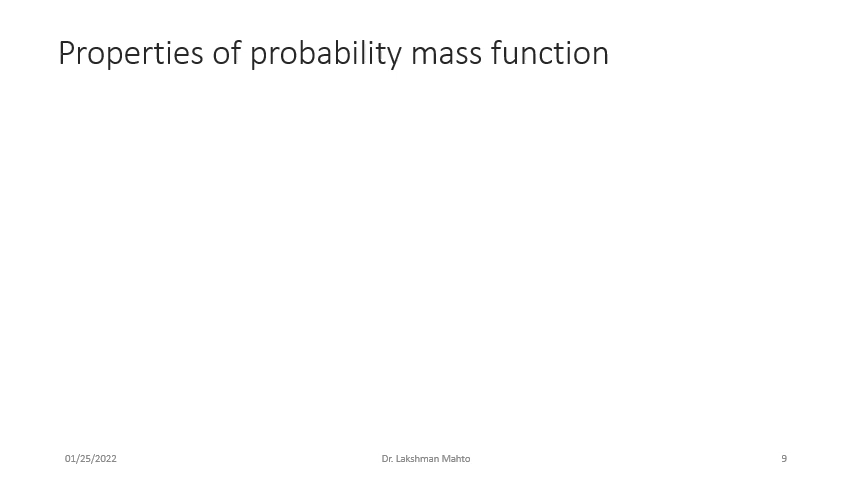 Properties of probability mass function
01/25/2022
Dr. Lakshman Mahto
9